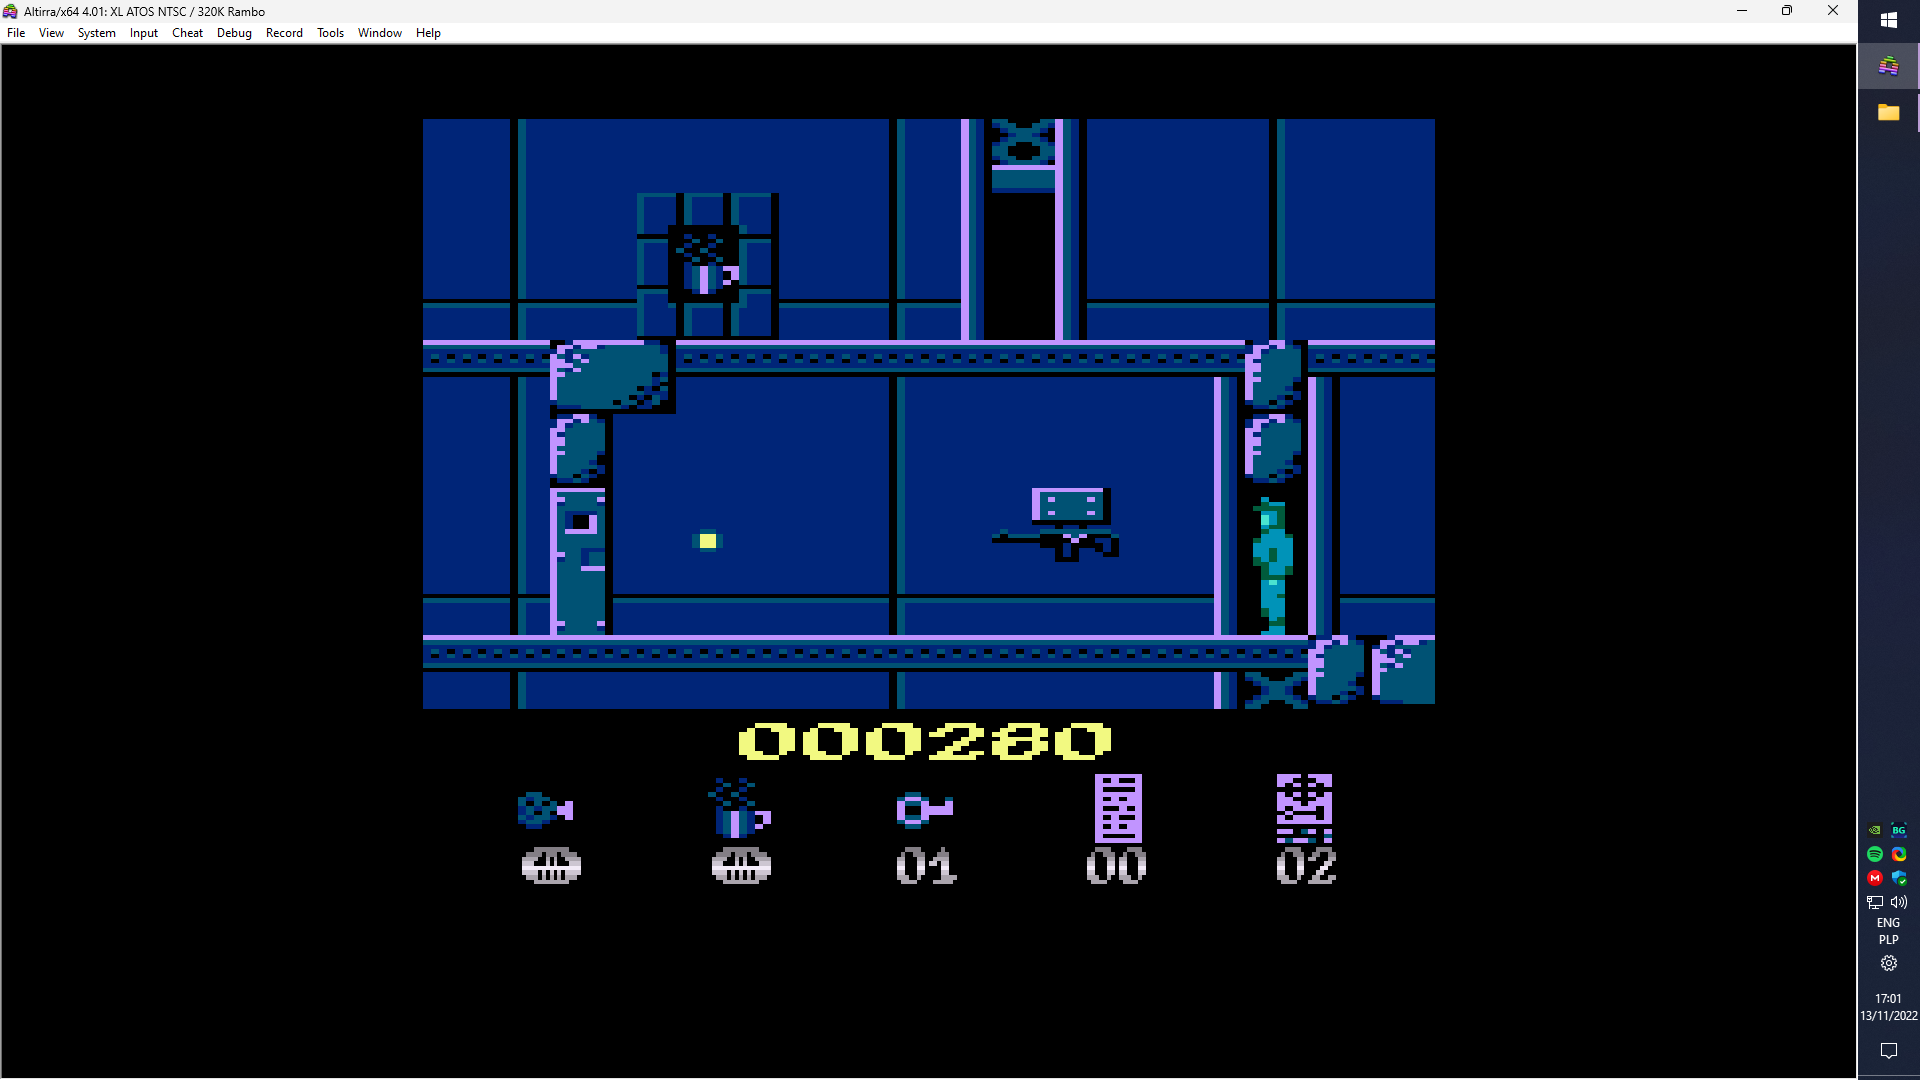 Altirra/x64 4.01: XL ATOS NTSC / 320K Rambo
File View System Input Cheat Debug Record Tools Window Help
000280
01 00 02
BG
M
ENG
PLP
17:01
13/11/2022